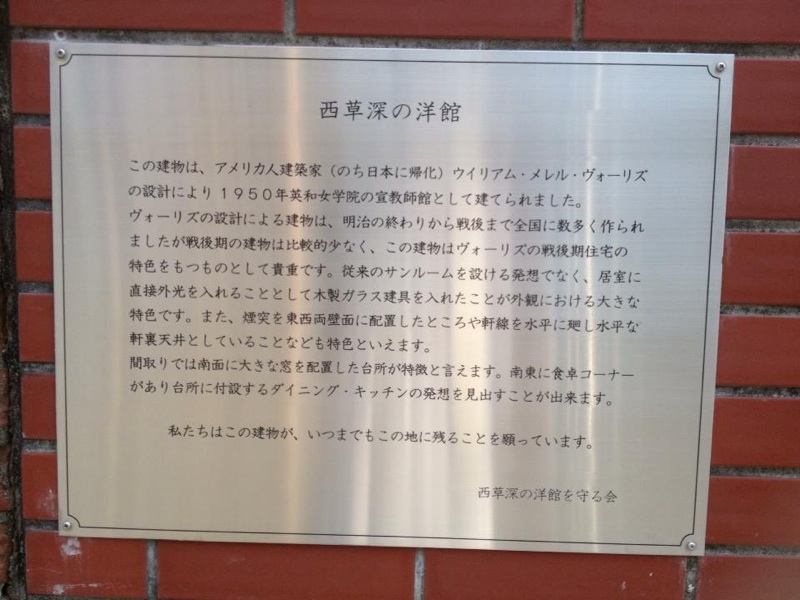 西草深の洋館
この建物は、アメリカ人建築家（のち日本に帰化）ウイリアム・メレル・ヴォーリズ
の設計により１９５０年英和女学院の宣教師館として建てられました。
ヴォーリズの設計による建物は、明治の終わりから戦後まで全国に数多く作られ
ましたが戦後期の建物は比較的少なく、この建物はヴォーリズの戦後期住宅の
特色をもつものとして貴重です。従来のサンルームを設ける発想でなく、居室に
直接外光を入れることとして木製ガラス建具を入れたことが外観における大きな
特色です。また、煙突を東西両壁面に配置したところや軒線を水平に廻し水平な
軒裏天井としていることなども特色といえます。
間取りでは南面に大きな窓を配置した台所が特徴と言えます。南東に食卓コーナー
があり台所に付設するダイニング・キッチンの発想を見出すことが出来ます。
私たちはこの建物が、いつまでもこの地に残ることを願っています。
西草深の洋館を守る会